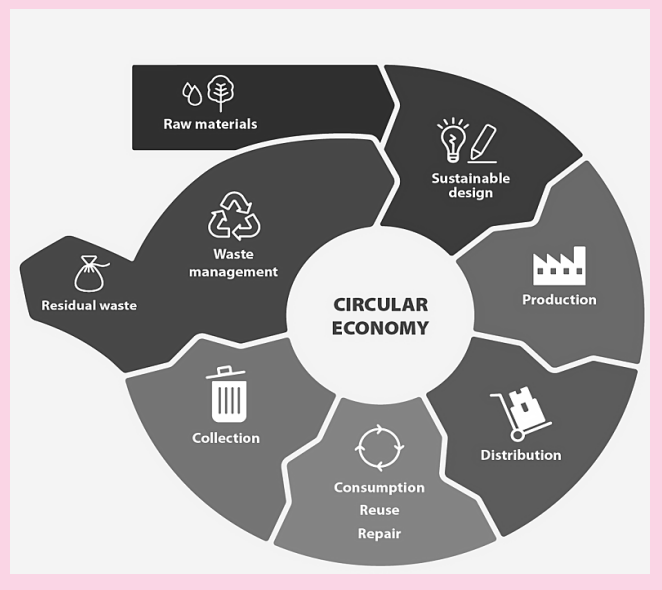 Raw materials
Sustainable
design
Waste
management
Residual waste
Production
CIRCULAR
ECONOMY
Collection
Distribution
Consumption
Reuse
Repair